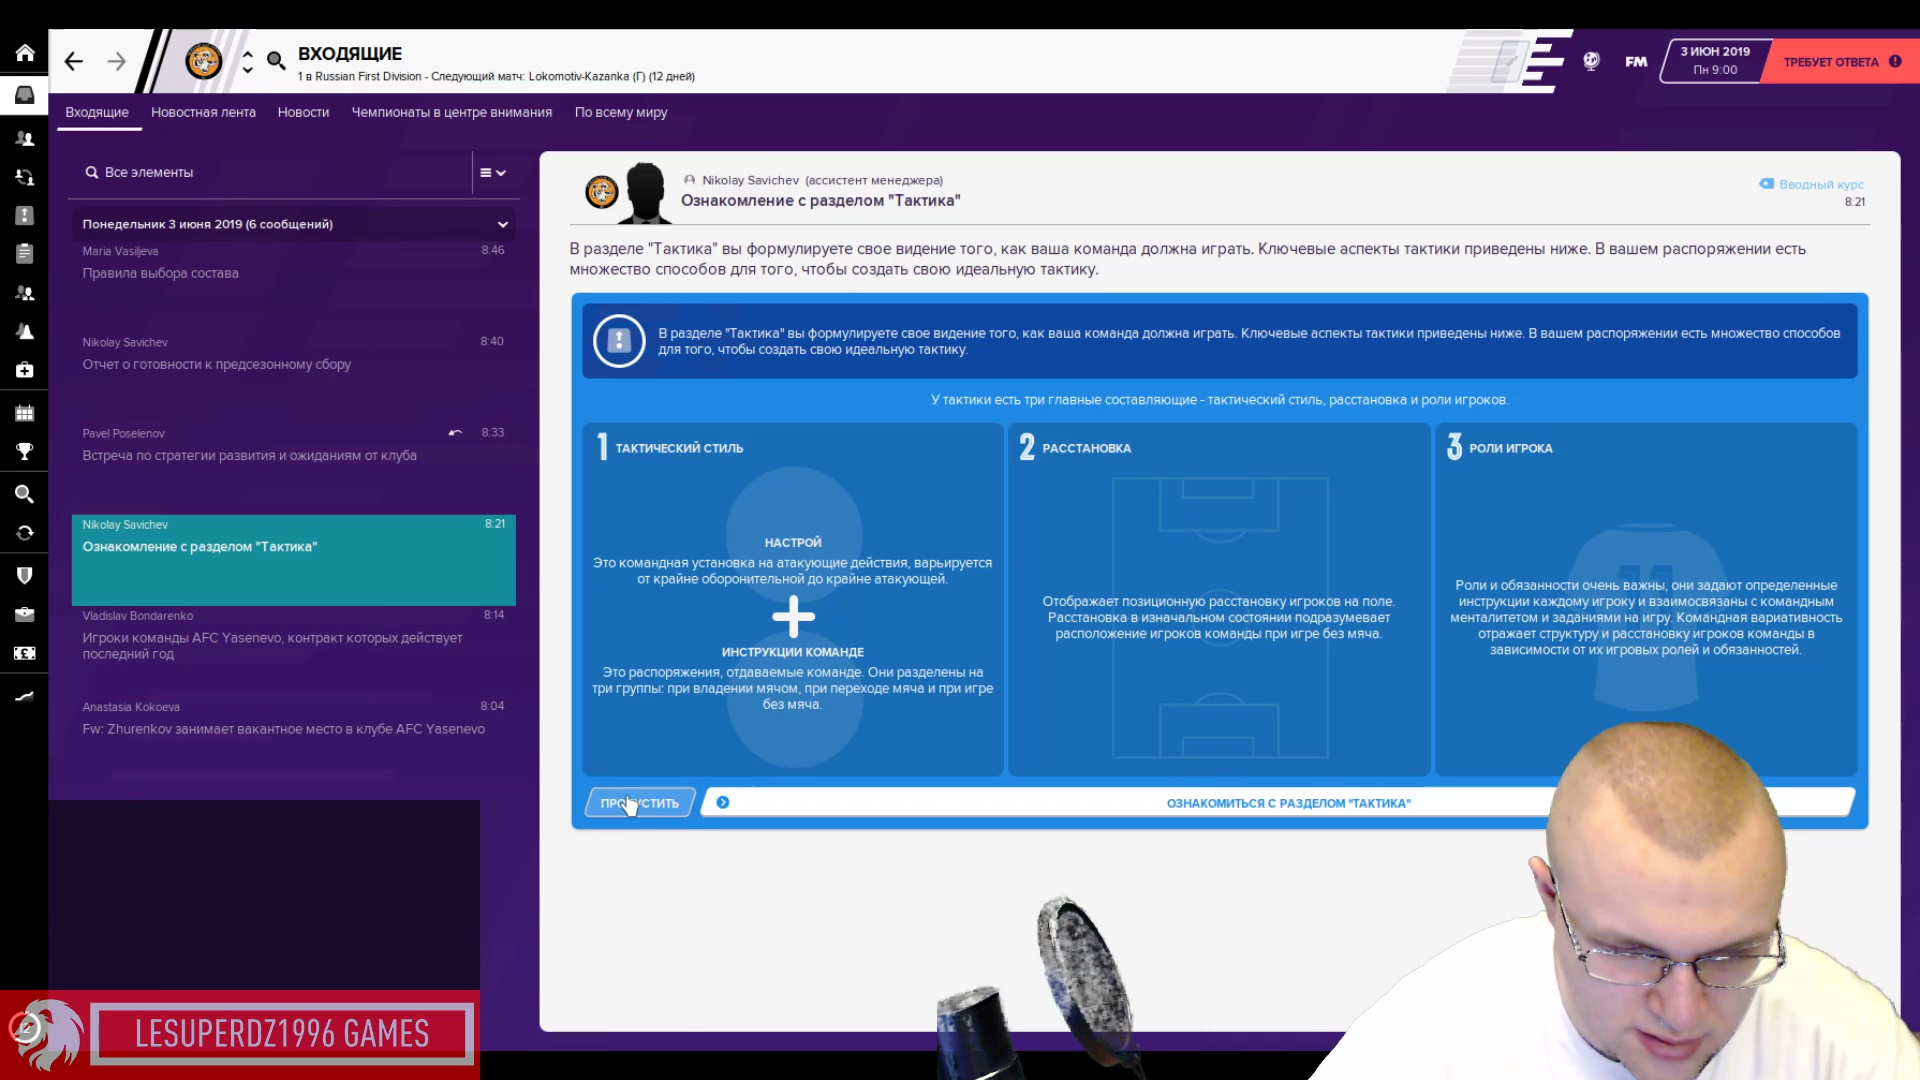 ВХОДЯЩИЕ
1 в Russian First Division - Следующий матч: Lokomotiv-Kazanka (Г) (12 дней)
FM
3 ИЮН 2019
Пн 9:00
ТРЕБУЕТ ОТВЕТА
Входящие
Новостная лента
Новости
Чемпионаты в центре внимания
По всему миру
Все элементы
Понедельник 3 июня 2019 (6 сообщений)
Maria Vasiljeva 8:46
Правила выбора состава
Nikolay Savichev 8:40
Отчет о готовности к предсезонному сбору
Pavel Poselenov 8:33
Встреча по стратегии развития и ожиданиям от клуба
Nikolay Savichev 8:21
Ознакомление с разделом "Тактика"
Vladislav Bondarenko 8:14
Игроки команды AFC Yasenevo, контракт которых действует
последний год
Anastasia Kokoeva 8:04
Fw: Zhurenkov занимает вакантное место в клубе AFC Yasenevo
Nikolay Savichev (ассистент менеджера)
Ознакомление с разделом "Тактика"
Вводный курс
8:21
В разделе "Тактика" вы формулируете свое видение того, как ваша команда должна играть. Ключевые аспекты тактики приведены ниже. В вашем распоряжении есть
множество способов для того, чтобы создать свою идеальную тактику.
В разделе "Тактика" вы формулируете свое видение того, как ваша команда должна играть. Ключевые аспекты тактики приведены ниже. В вашем распоряжении есть множество способов
для того, чтобы создать свою идеальную тактику.
У тактики есть три главные составляющие - тактический стиль, расстановка и роли игроков.
1 ТАКТИЧЕСКИЙ СТИЛЬ
НАСТРОЙ
Это командная установка на атакующие действия, варьируется
от крайне оборонительной до крайне атакующей.
ИНСТРУКЦИИ КОМАНДЕ
Это распоряжения, отдаваемые команде. Они разделены на
три группы: при владении мячом, при переходе мяча и при игре
без мяча.
2 РАССТАНОВКА
Отображает позиционную расстановку игроков на поле.
Расстановка в изначальном состоянии подразумевает
расположение игроков команды при игре без мяча.
3 РОЛИ ИГРОКА
Роли и обязанности очень важны, они задают определенные
инструкции каждому игроку и взаимосвязаны с командным
менталитетом и заданиями на игру. Командная вариативность
отражает структуру и расстановку игроков команды в
зависимости от их игровых ролей и обязанностей.
ПРОПУСТИТЬ
ОЗНАКОМИТЬСЯ С РАЗДЕЛОМ "ТАКТИКА"
LESUPERDZ1996 GAMES